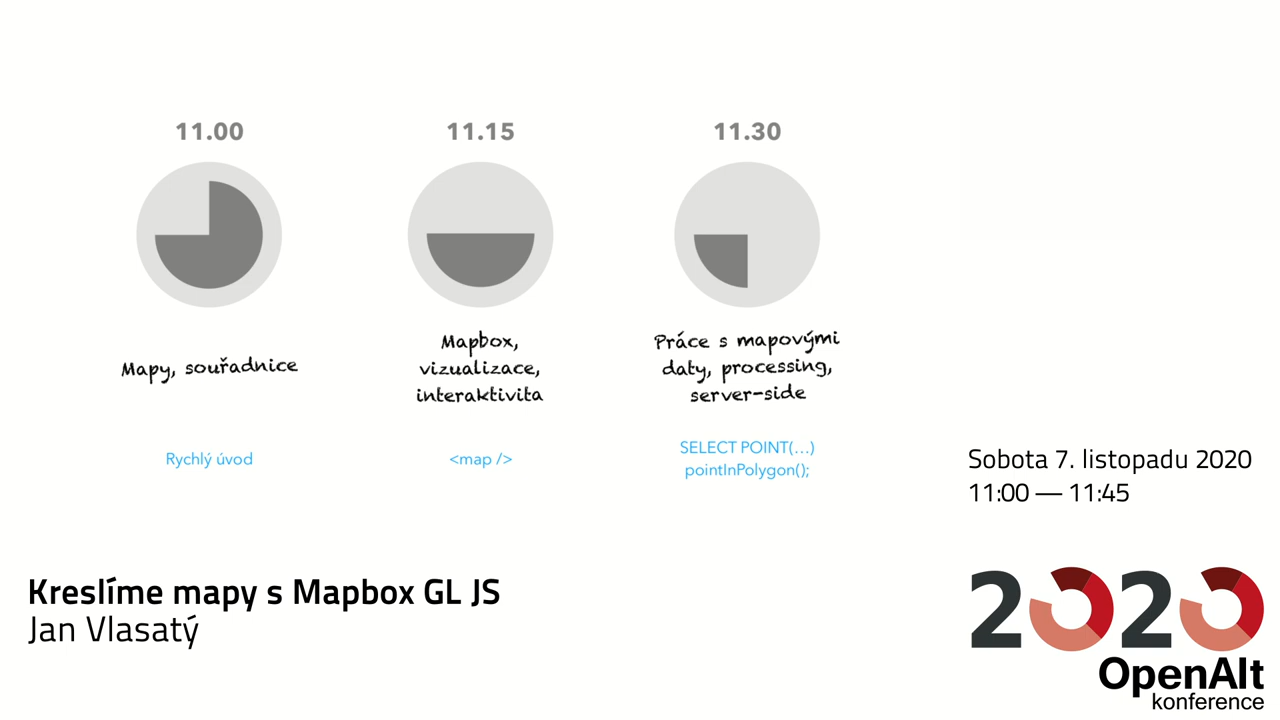 11.00
Mapy, souřadnice
Rychlý úvod
11.15
Mapbox,
vizualizace,
interaktivita
<map />
11.30
Práce s mapovými
daty, processing,
server-side
SELECT POINT(…)
pointInPolygon();
Sobota 7. listopadu 2020
11:00 — 11:45
Kreslíme mapy s Mapbox GL JS
Jan Vlasatý
2020
OpenAlt
konference